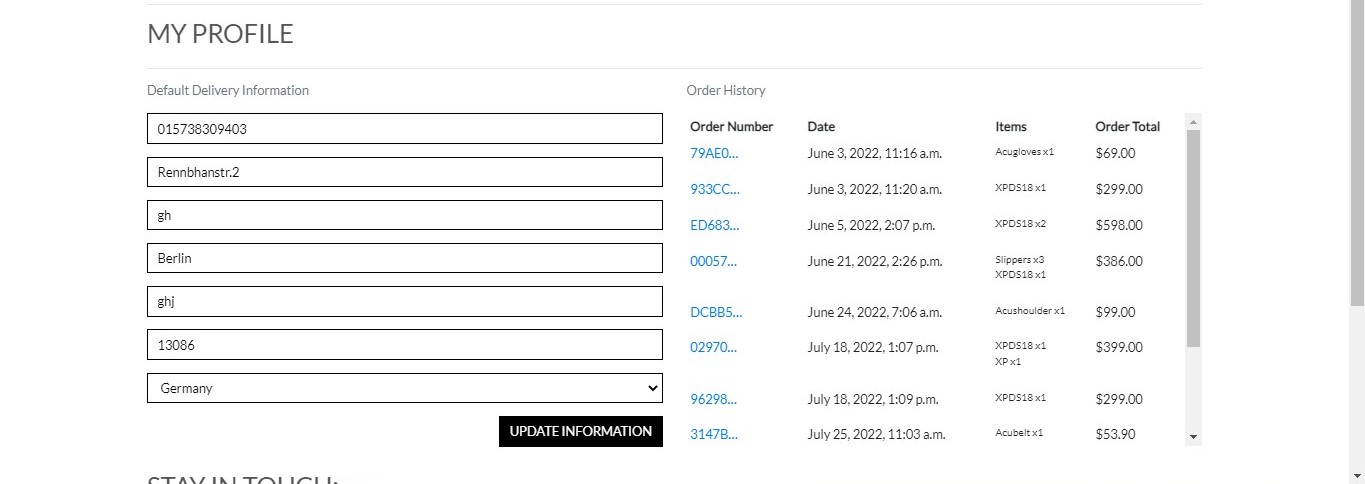 MY PROFILE
Default Delivery Information
015738309403
Rennbhanstr.2
gh
Berlin
ghj
13086
Germany
UPDATE INFORMATION
Order History
Order Number Date Items Order Total
79AE0... June 3, 2022, 11:16 a.m. Acugloves x1 $69.00
933CC... June 3, 2022, 11:20 a.m. XPDS18 x1 $299.00
ED683... June 5, 2022, 2:07 p.m. XPDS18 x2 $598.00
00057... June 21, 2022, 2:26 p.m. Slippers x3 $386.00
XPDS18 x1
DCBB5... June 24, 2022, 7:06 a.m. Acushoulder x1 $99.00
02970... July 18, 2022, 1:07 p.m. XPDS18 x1 $399.00
XP x1
96298... July 18, 2022, 1:09 p.m. XPDS18 x1 $299.00
3147B... July 25, 2022, 11:03 a.m. Acubelt x1 $53.90
STAY IN TOUCH: